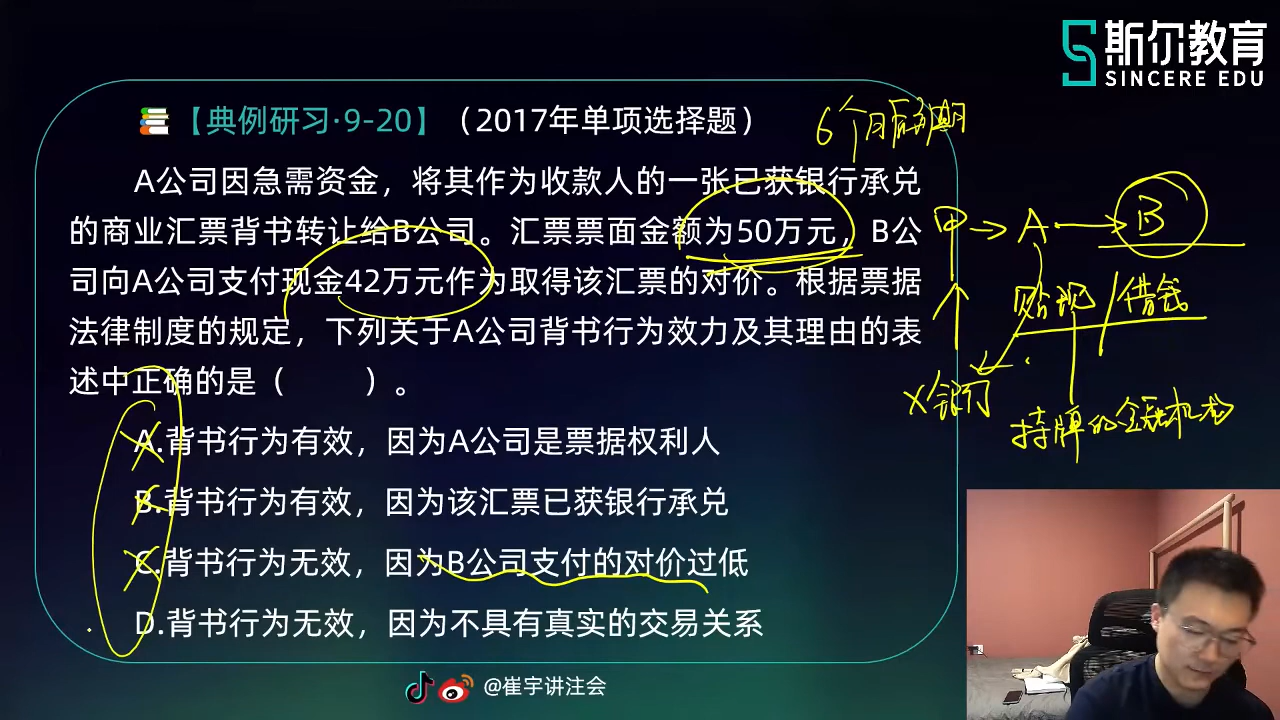 斯尔教育
SINCERE EDU
【典例研习·9-20】（2017年单项选择题）
6个月后到期
A公司因急需资金，将其作为收款人的一张已获银行承兑
的商业汇票背书转让给B公司。汇票票面金额为50万元，B公
司向A公司支付现金42万元作为取得该汇票的对价。根据票据
法律制度的规定，下列关于A公司背书行为效力及其理由的表
述中正确的是（　　）。
甲→A→B
贴现/借钱
X银行
持牌的金融机构
A.背书行为有效，因为A公司是票据权利人
B.背书行为有效，因为该汇票已获银行承兑
C.背书行为无效，因为B公司支付的对价过低
D.背书行为无效，因为不具有真实的交易关系
@崔宇讲注会